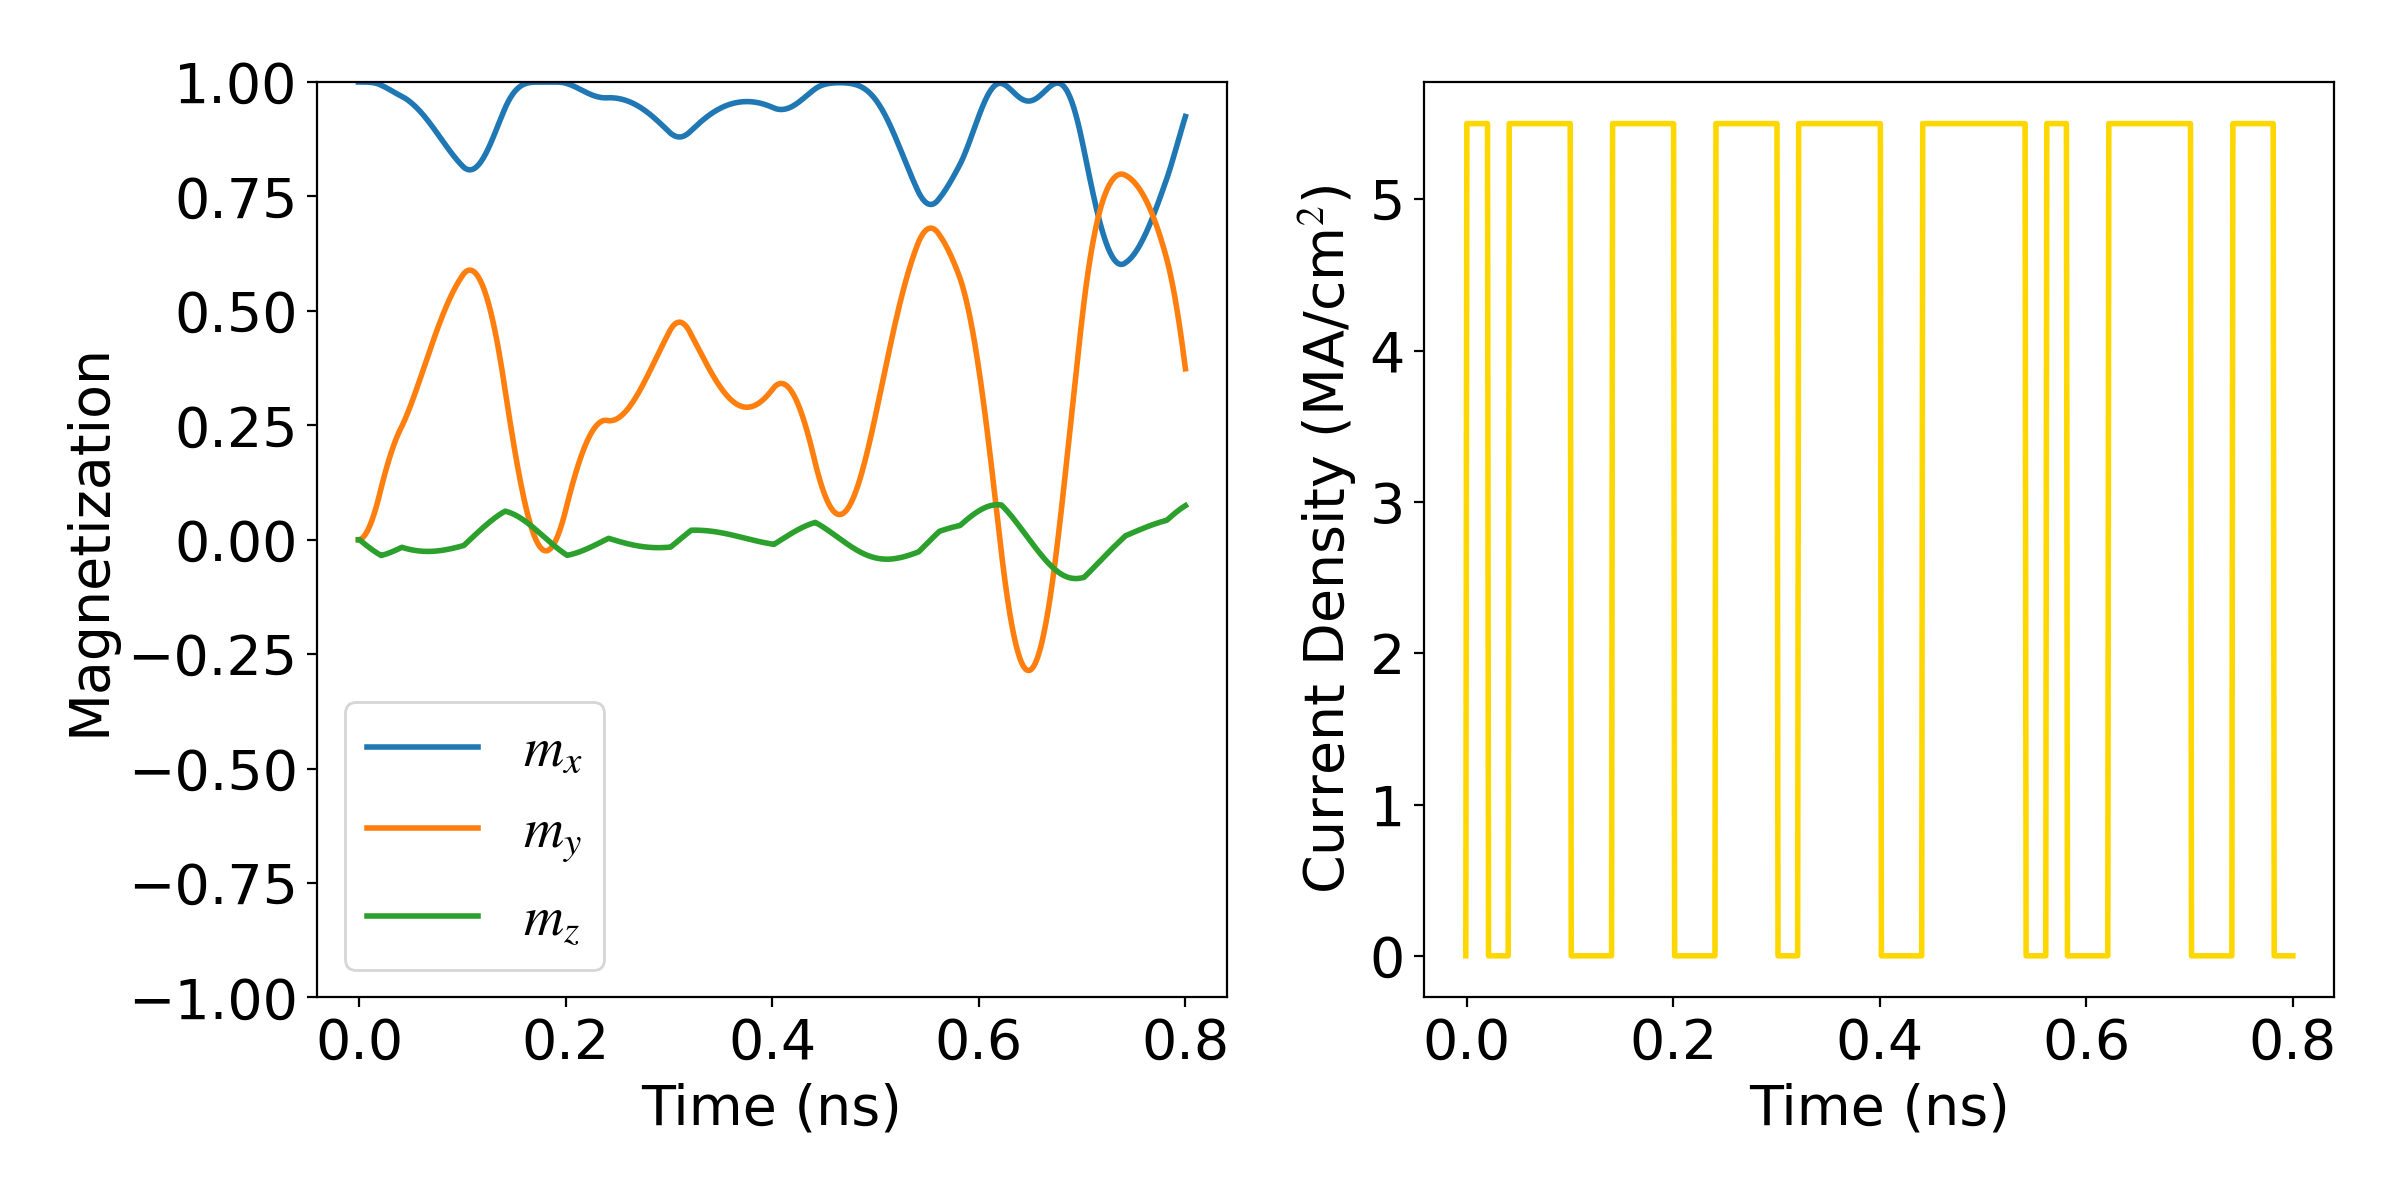 Magnetization
1.00
0.75
0.50
0.25
0.00
−0.25
−0.50
−0.75
−1.00
m_x
m_y
m_z
0.0 0.2 0.4 0.6 0.8
Time (ns)
Current Density (MA/cm²)
5
4
3
2
1
0
0.0 0.2 0.4 0.6 0.8
Time (ns)